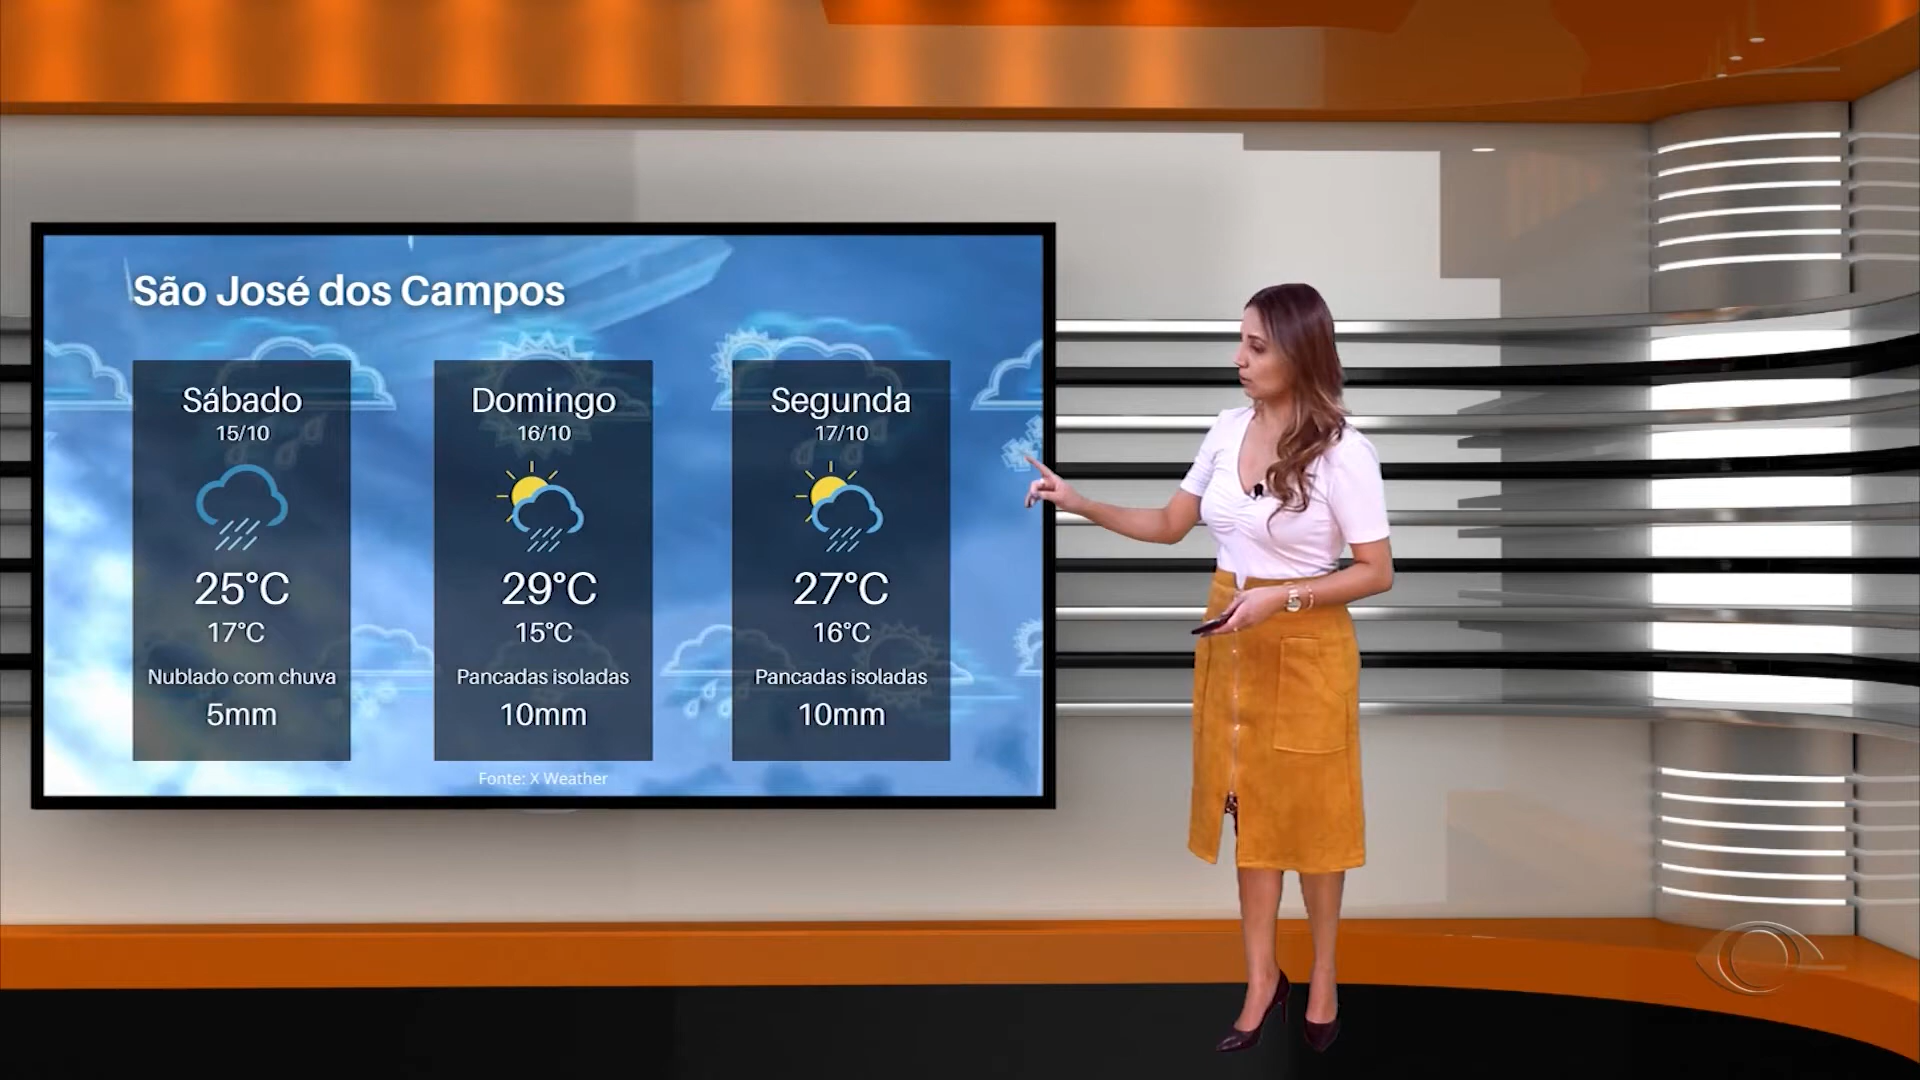 São José dos Campos
Sábado
15/10
25°C
17°C
Nublado com chuva
5mm
Domingo
16/10
29°C
15°C
Pancadas isoladas
10mm
Segunda
17/10
27°C
16°C
Pancadas isoladas
10mm
Fonte: X Weather